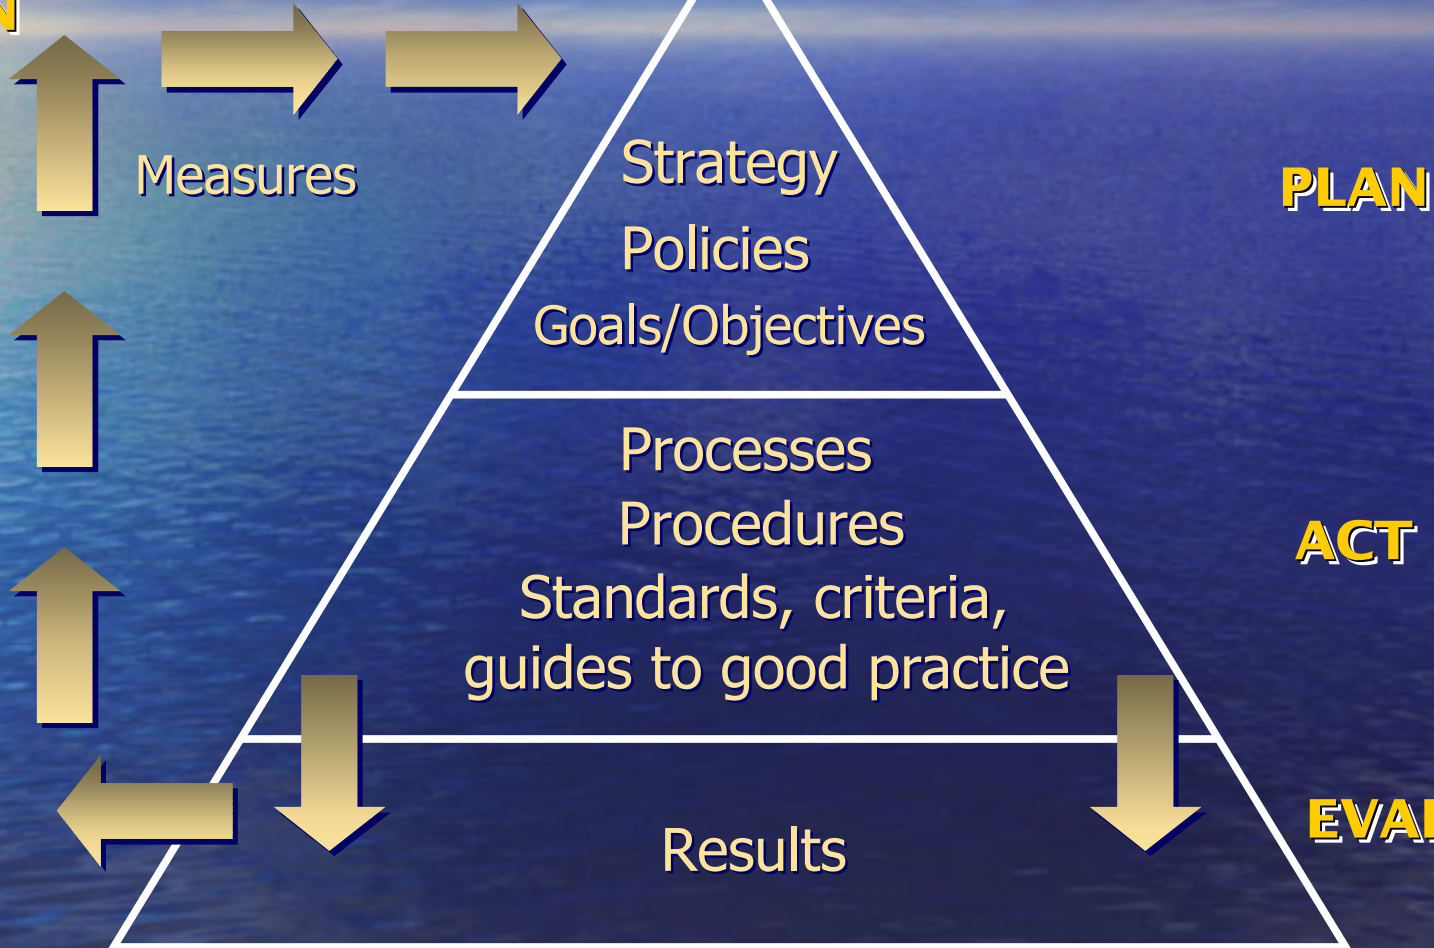 N
Measures
Strategy
PLAN
Policies
Goals/Objectives
Processes
Procedures
ACT
Standards, criteria,
guides to good practice
Results